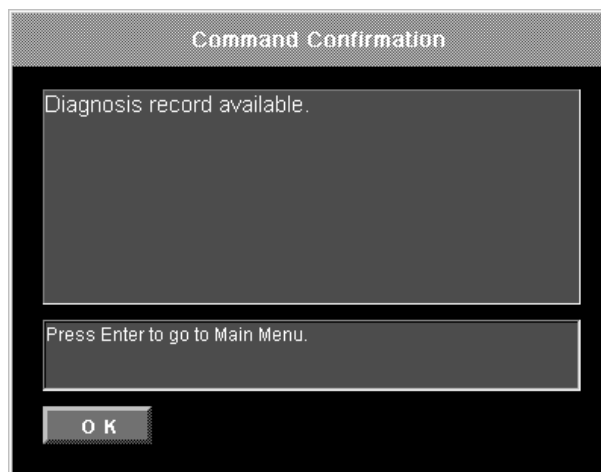 Command Confirmation
Diagnosis record available.
Press Enter to go to Main Menu.
O K